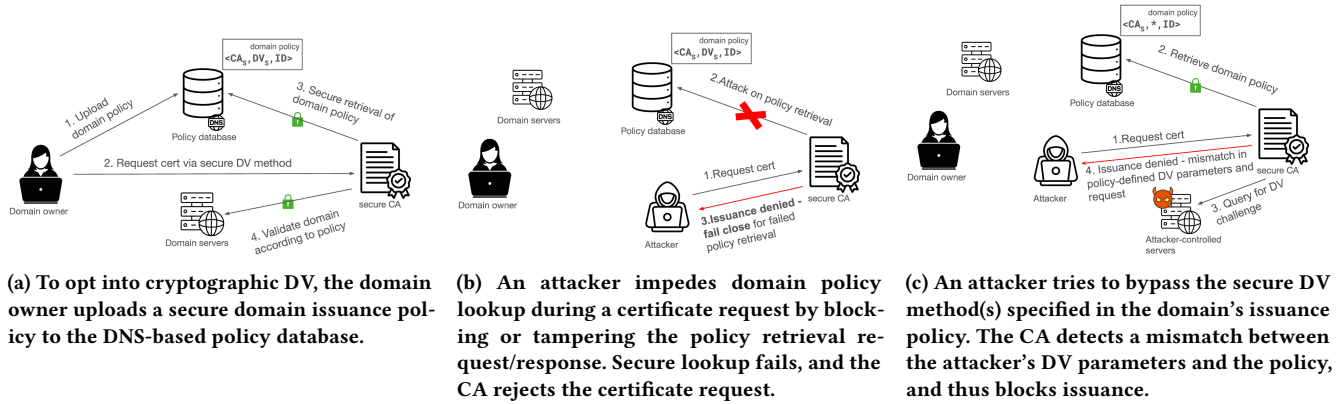 domain policy
<CAS,DVS,ID>
1. Upload
domain policy
3. Secure retrieval of
domain policy
DNS
Policy database
2. Request cert via secure DV method
Domain owner
secure CA
Domain servers
4. Validate domain
according to policy
(a) To opt into cryptographic DV, the domain
owner uploads a secure domain issuance pol-
icy to the DNS-based policy database.
domain policy
<CAS,DVS,ID>
Domain servers
2.Attack on policy retrieval
DNS
Policy database
Domain owner
1.Request cert
secure CA
Attacker
3.Issuance denied -
fail close for failed
policy retrieval
(b) An attacker impedes domain policy
lookup during a certificate request by block-
ing or tampering the policy retrieval re-
quest/response. Secure lookup fails, and the
CA rejects the certificate request.
domain policy
<CAS,*,ID>
Domain servers
2. Retrieve domain policy
DNS
Policy database
Domain owner
1.Request cert
secure CA
Attacker
4. Issuance denied - mismatch in
policy-defined DV parameters and
request
3. Query for DV
challenge
Attacker-controlled
servers
(c) An attacker tries to bypass the secure DV
method(s) specified in the domain's issuance
policy. The CA detects a mismatch between
the attacker's DV parameters and the policy,
and thus blocks issuance.